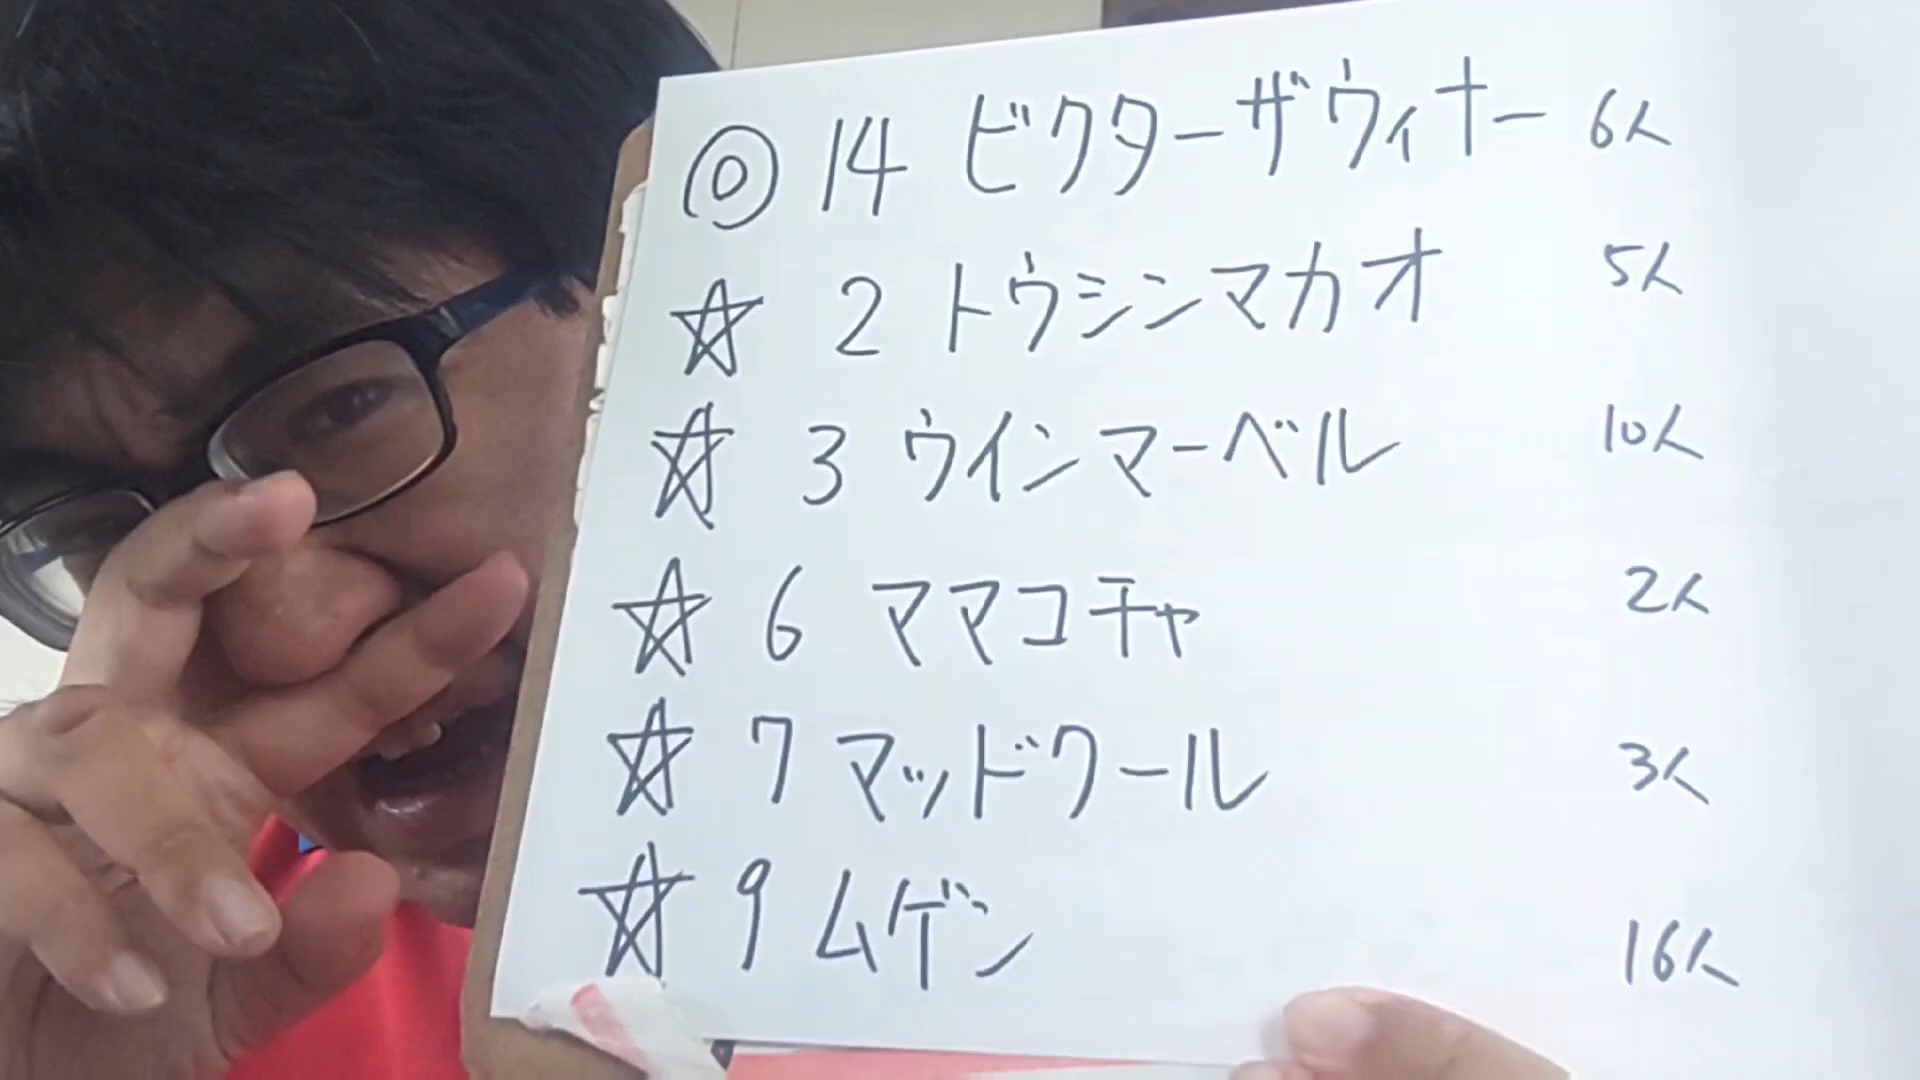 ◎ 14 ビクターザウィナー 6人
☆ 2 トウシンマカオ 5人
☆ 3 ウインマーベル 10人
☆ 6 ママコチャ 2人
☆ 7 マッドクール 3人
☆ 9 ムゲン 16人